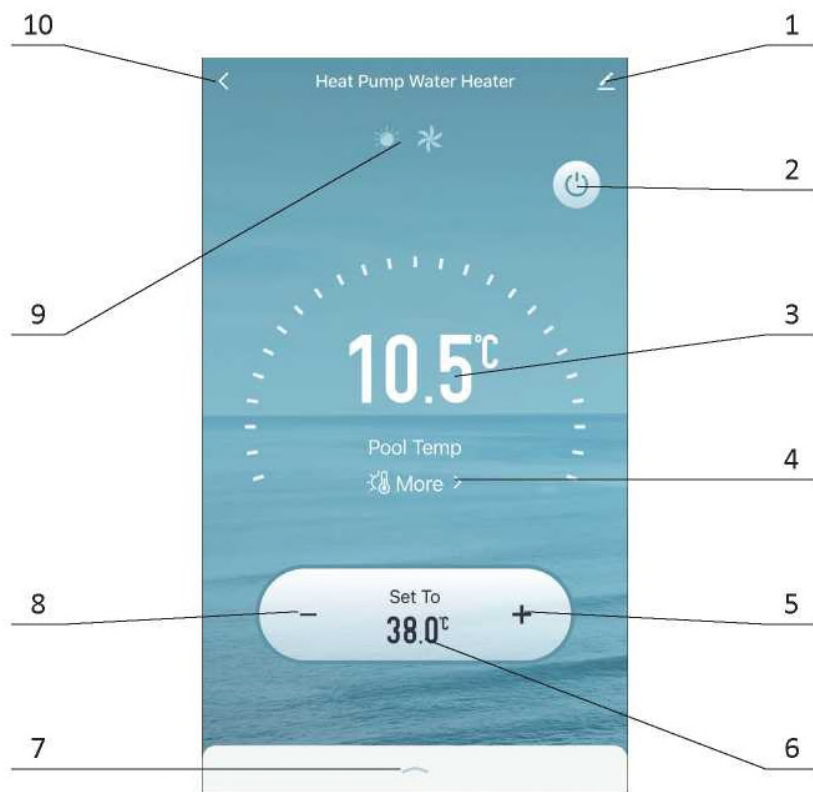 10
1
Heat Pump Water Heater
2
9
3
10.5°C
Pool Temp
4
More >
8
Set To
5
− 38.0°C +
7
6